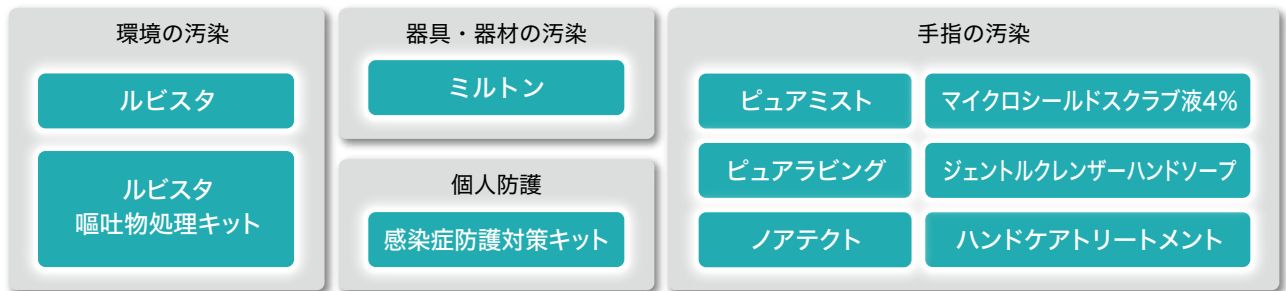 環境の汚染
ルビスタ
ルビスタ
嘔吐物処理キット
器具・器材の汚染
ミルトン
個人防護
感染症防護対策キット
手指の汚染
ピュアミスト
マイクロシールドスクラブ液4%
ピュアラビング
ジェントルクレンザーハンドソープ
ノアテクト
ハンドケアトリートメント